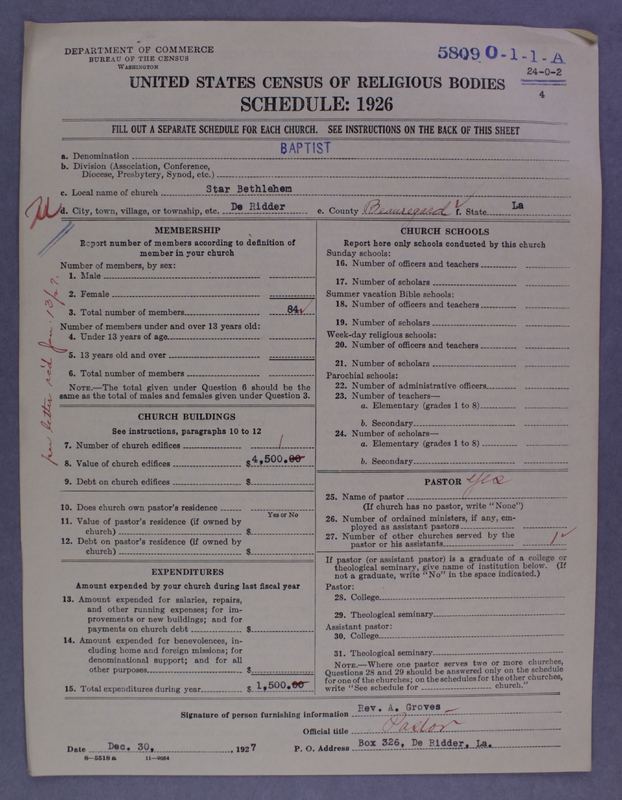 DEPARTMENT OF COMMERCE
BUREAU OF THE CENSUS
WASHINGTON
58090-1-1-A
24-0-2
4
UNITED STATES CENSUS OF RELIGIOUS BODIES
SCHEDULE: 1926
FILL OUT A SEPARATE SCHEDULE FOR EACH CHURCH. SEE INSTRUCTIONS ON THE BACK OF THIS SHEET
a. Denomination BAPTIST
b. Division (Association, Conference,
Diocese, Presbytery, Synod, etc.)
c. Local name of church Star Bethlehem
d. City, town, village, or township, etc. De Ridder e. County Beauregard f. State La
per letter rec'd Jan. 13/27.
MEMBERSHIP
Report number of members according to definition of
member in your church
Number of members, by sex:
1. Male
2. Female
3. Total number of members 84
Number of members under and over 13 years old:
4. Under 13 years of age
5. 13 years old and over
6. Total number of members
NOTE.—The total given under Question 6 should be the
same as the total of males and females given under Question 3.
CHURCH BUILDINGS
See instructions, paragraphs 10 to 12
7. Number of church edifices 1
8. Value of church edifices $ 4,500.00
9. Debt on church edifices $
10. Does church own pastor's residence
Yes or No
11. Value of pastor's residence (if owned by
church) $
12. Debt on pastor's residence (if owned by
church) $
EXPENDITURES
Amount expended by your church during last fiscal year
13. Amount expended for salaries, repairs,
and other running expenses; for im-
provements or new buildings; and for
payments on church debt $
14. Amount expended for benevolences, in-
cluding home and foreign missions; for
denominational support; and for all
other purposes $
15. Total expenditures during year $ 1,500.00
CHURCH SCHOOLS
Report here only schools conducted by this church
Sunday schools:
16. Number of officers and teachers
17. Number of scholars
Summer vacation Bible schools:
18. Number of officers and teachers
19. Number of scholars
Week-day religious schools:
20. Number of officers and teachers
21. Number of scholars
Parochial schools:
22. Number of administrative officers
23. Number of teachers—
a. Elementary (grades 1 to 8)
b. Secondary
24. Number of scholars—
a. Elementary (grades 1 to 8)
b. Secondary
PASTOR yes
25. Name of pastor
(If church has no pastor, write "None")
26. Number of ordained ministers, if any, em-
ployed as assistant pastors
27. Number of other churches served by the
pastor or his assistants 1
If pastor (or assistant pastor) is a graduate of a college or
theological seminary, give name of institution below. (If
not a graduate, write "No" in the space indicated.)
Pastor:
28. College
29. Theological seminary
Assistant pastor:
30. College
31. Theological seminary
NOTE.—Where one pastor serves two or more churches,
Questions 28 and 29 should be answered only on the schedule
for one of the churches; on the schedules for the other churches,
write "See schedule for church."
Signature of person furnishing information Rev. A. Groves
Official title Pastor
Date Dec. 30, 1927 P. O. Address Box 326, De Ridder, La.
8-5518a 11-9064